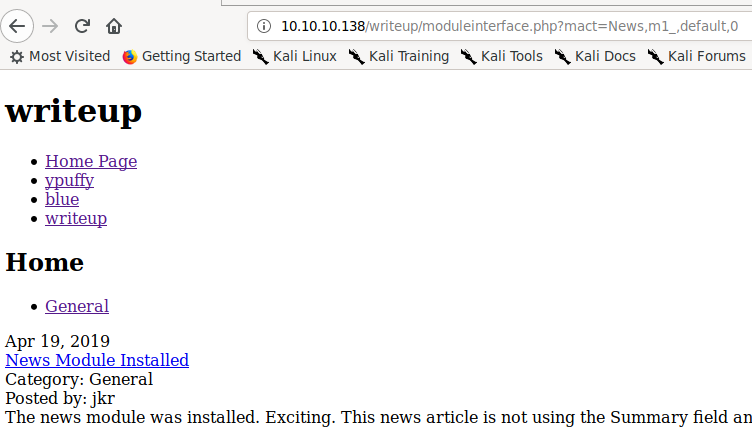 10.10.10.138/writeup/moduleinterface.php?mact=News,m1_,default,0
Most Visited Getting Started Kali Linux Kali Training Kali Tools Kali Docs Kali Forums
writeup
Home Page
ypuffy
blue
writeup
Home
General
Apr 19, 2019
News Module Installed
Category: General
Posted by: jkr
The news module was installed. Exciting. This news article is not using the Summary field an